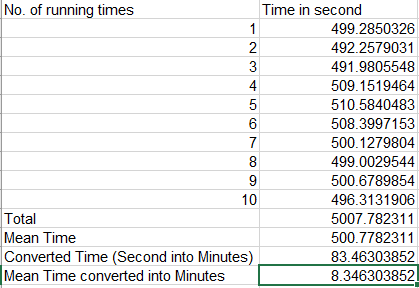 No. of running times Time in second
1 499.2850326
2 492.2579031
3 491.9805548
4 509.1519464
5 510.5840483
6 508.3997153
7 500.1279804
8 499.0029544
9 500.6789854
10 496.3131906
Total 5007.782311
Mean Time 500.7782311
Converted Time (Second into Minutes) 83.46303852
Mean Time converted into Minutes 8.346303852